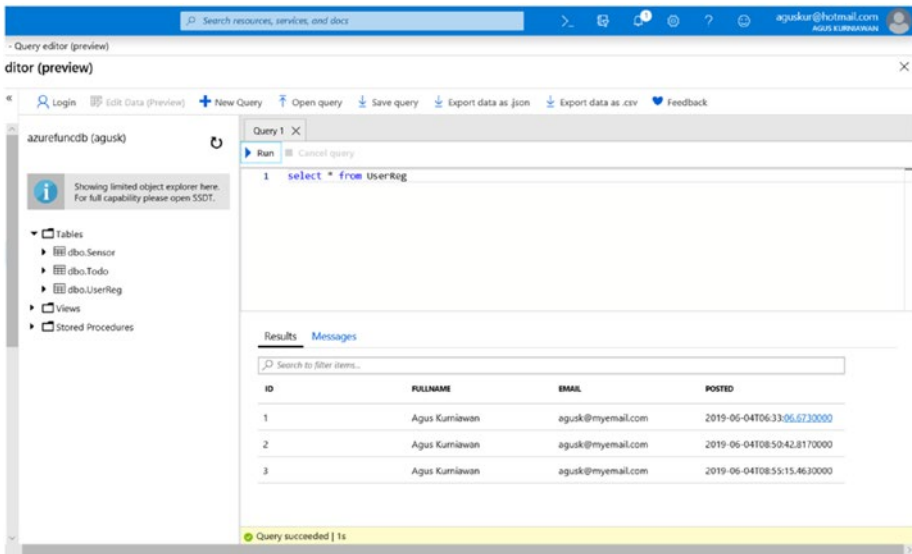 Search resources, services, and docs
aguskur@hotmail.com
AGUS KURNIAWAN
- Query editor (preview)
ditor (preview)
Login Edit Data (Preview) New Query Open query Save query Export data as .json Export data as .csv Feedback
azurefuncdb (agusk)
Showing limited object explorer here.
For full capability please open SSDT.
Tables
dbo.Sensor
dbo.Todo
dbo.UserReg
Views
Stored Procedures
Query 1
Run Cancel query
1 select * from UserReg
Results Messages
Search to filter items...
ID FULLNAME EMAIL POSTED
1 Agus Kurniawan agusk@myemail.com 2019-06-04T06:33:06.6730000
2 Agus Kurniawan agusk@myemail.com 2019-06-04T08:50:42.8170000
3 Agus Kurniawan agusk@myemail.com 2019-06-04T08:55:15.4630000
Query succeeded | 1s